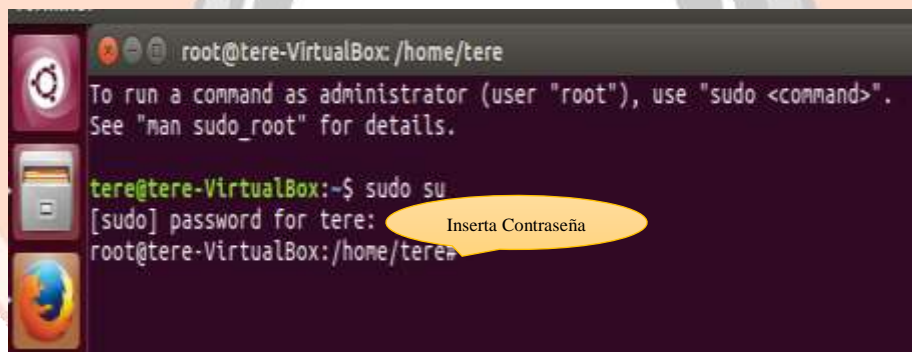 root@tere-VirtualBox: /home/tere
To run a command as administrator (user "root"), use "sudo <command>".
See "man sudo_root" for details.
tere@tere-VirtualBox:~$ sudo su
[sudo] password for tere:
Inserta Contraseña
root@tere-VirtualBox:/home/tere#